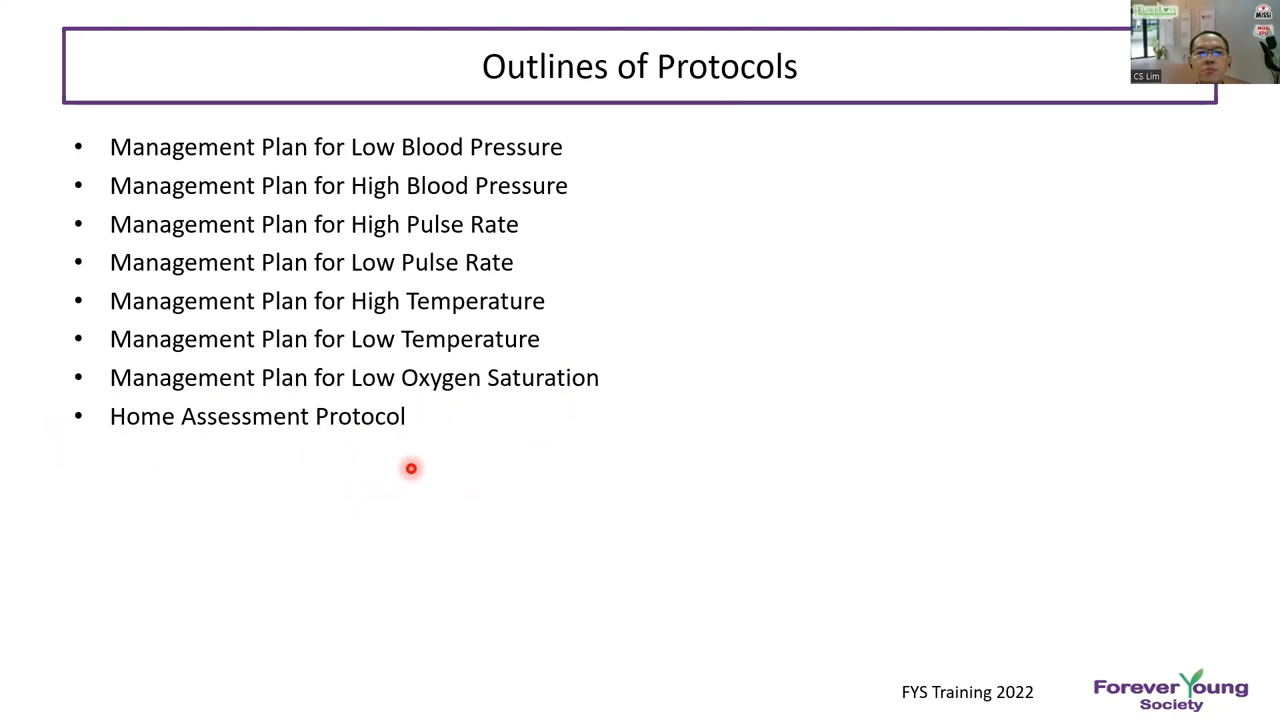 Outlines of Protocols
CS Lim
MiSSi
• Management Plan for Low Blood Pressure
• Management Plan for High Blood Pressure
• Management Plan for High Pulse Rate
• Management Plan for Low Pulse Rate
• Management Plan for High Temperature
• Management Plan for Low Temperature
• Management Plan for Low Oxygen Saturation
• Home Assessment Protocol
FYS Training 2022
Forever Young
Society